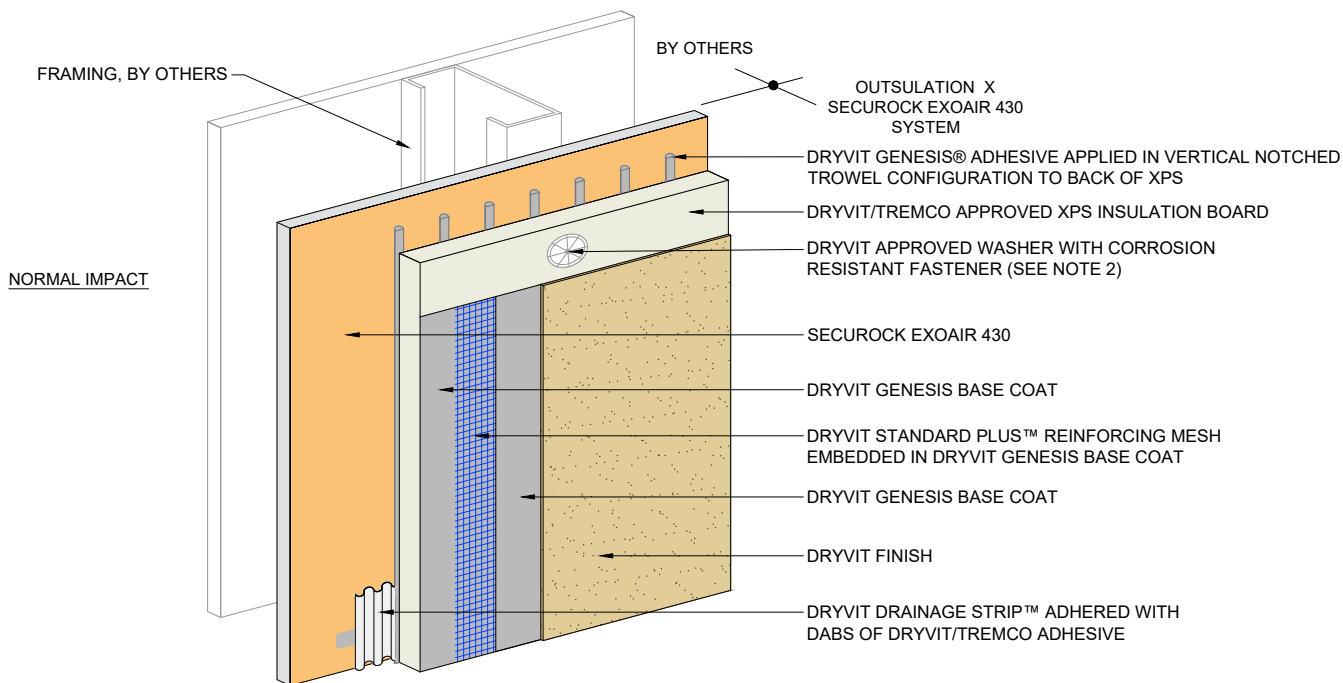 FRAMING, BY OTHERS
BY OTHERS
OUTSULATION X
SECUROCK EXOAIR 430
SYSTEM
DRYVIT GENESIS® ADHESIVE APPLIED IN VERTICAL NOTCHED
TROWEL CONFIGURATION TO BACK OF XPS
DRYVIT/TREMCO APPROVED XPS INSULATION BOARD
DRYVIT APPROVED WASHER WITH CORROSION
RESISTANT FASTENER (SEE NOTE 2)
NORMAL IMPACT
SECUROCK EXOAIR 430
DRYVIT GENESIS BASE COAT
DRYVIT STANDARD PLUS™ REINFORCING MESH
EMBEDDED IN DRYVIT GENESIS BASE COAT
DRYVIT GENESIS BASE COAT
DRYVIT FINISH
DRYVIT DRAINAGE STRIP™ ADHERED WITH
DABS OF DRYVIT/TREMCO ADHESIVE